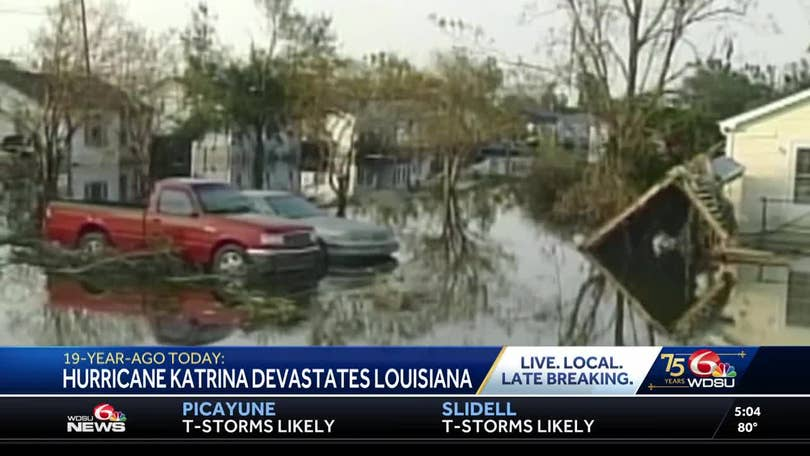 19-YEAR-AGO TODAY:
HURRICANE KATRINA DEVASTATES LOUISIANA
LIVE. LOCAL.
LATE BREAKING.
75 YEARS 6 WDSU
WDSU 6 NEWS
PICAYUNE
T-STORMS LIKELY
SLIDELL
T-STORMS LIKELY
5:04
80°